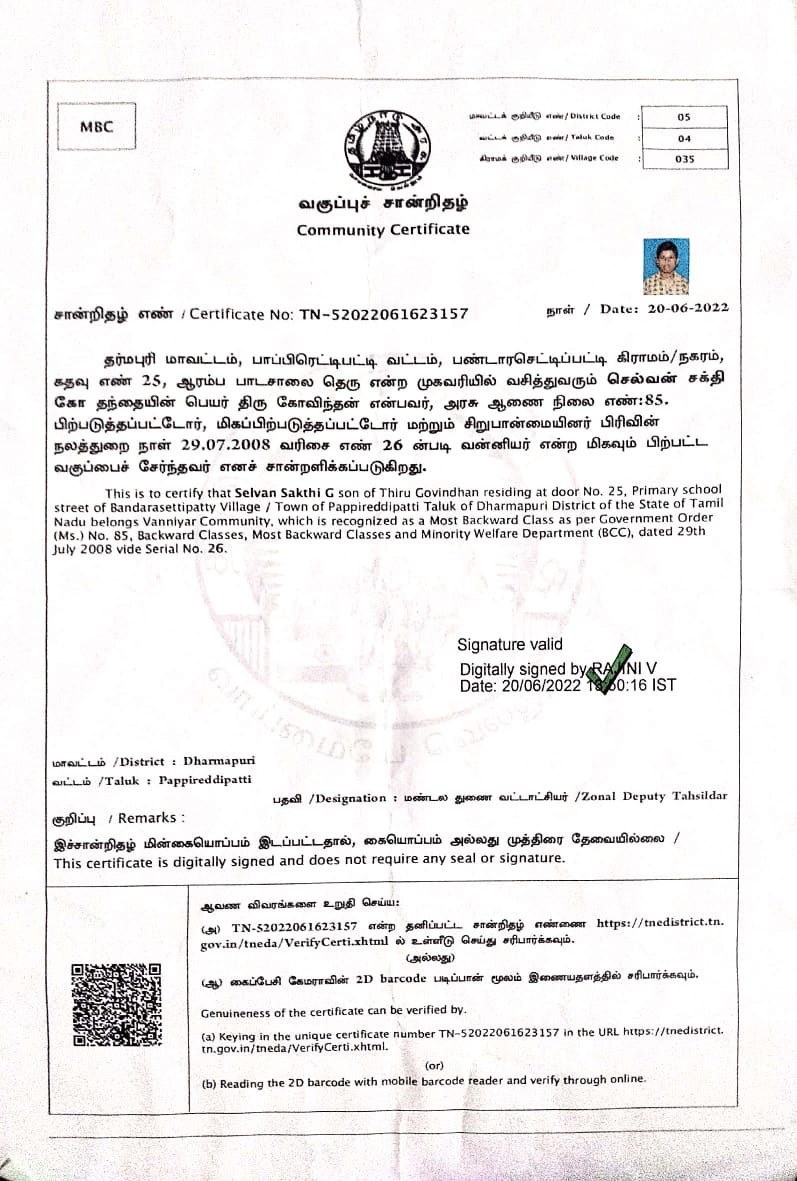 MBC
மாவட்டக் குறியீடு எண்/ District Code : 05
வட்டக் குறியீடு எண்/ Taluk Code : 04
கிராமக் குறியீடு எண்/ Village Code : 035
தமிழ்நாடு அரசு
வாய்மையே வெல்லும்
வகுப்புச் சான்றிதழ்
Community Certificate
சான்றிதழ் எண் / Certificate No: TN-52022061623157
நாள் / Date: 20-06-2022
தர்மபுரி மாவட்டம், பாப்பிரெட்டிபட்டி வட்டம், பண்டாரசெட்டிப்பட்டி கிராமம்/நகரம்,
கதவு எண் 25, ஆரம்ப பாடசாலை தெரு என்ற முகவரியில் வசித்துவரும் செல்வன் சக்தி
கோ தந்தையின் பெயர் திரு கோவிந்தன் என்பவர், அரசு ஆணை நிலை எண்:85.
பிற்படுத்தப்பட்டோர், மிகப்பிற்படுத்தப்பட்டோர் மற்றும் சிறுபான்மையினர் பிரிவின்
நலத்துறை நாள் 29.07.2008 வரிசை எண் 26 ன்படி வன்னியர் என்ற மிகவும் பிற்பட்ட
வகுப்பைச் சேர்ந்தவர் எனச் சான்றளிக்கப்படுகிறது.
This is to certify that Selvan Sakthi G son of Thiru Govindhan residing at door No. 25, Primary school
street of Bandarasettipatty Village / Town of Pappireddipatti Taluk of Dharmapuri District of the State of Tamil
Nadu belongs Vanniyar Community, which is recognized as a Most Backward Class as per Government Order
(Ms.) No. 85, Backward Classes, Most Backward Classes and Minority Welfare Department (BCC), dated 29th
July 2008 vide Serial No. 26.
Signature valid
Digitally signed by RAJINI V
Date: 20/06/2022 :16 IST
மாவட்டம் /District : Dharmapuri
வட்டம் /Taluk : Pappireddipatti
பதவி /Designation : மண்டல துணை வட்டாட்சியர் /Zonal Deputy Tahsildar
குறிப்பு / Remarks :
இச்சான்றிதழ் மின்கையொப்பம் இடப்பட்டதால், கையொப்பம் அல்லது முத்திரை தேவையில்லை /
This certificate is digitally signed and does not require any seal or signature.
ஆவண விவரங்களை உறுதி செய்ய:
(அ) TN-52022061623157 என்ற தனிப்பட்ட சான்றிதழ் எண்ணை https://tnedistrict.tn.
gov.in/tneda/VerifyCerti.xhtml ல் உள்ளீடு செய்து சரிபார்க்கவும்.
(அல்லது)
(ஆ) கைப்பேசி கேமராவின் 2D barcode படிப்பான் மூலம் இணையதளத்தில் சரிபார்க்கவும்.
Genuineness of the certificate can be verified by.
(a) Keying in the unique certificate number TN-52022061623157 in the URL https://tnedistrict.
tn.gov.in/tneda/VerifyCerti.xhtml.
(or)
(b) Reading the 2D barcode with mobile barcode reader and verify through online.